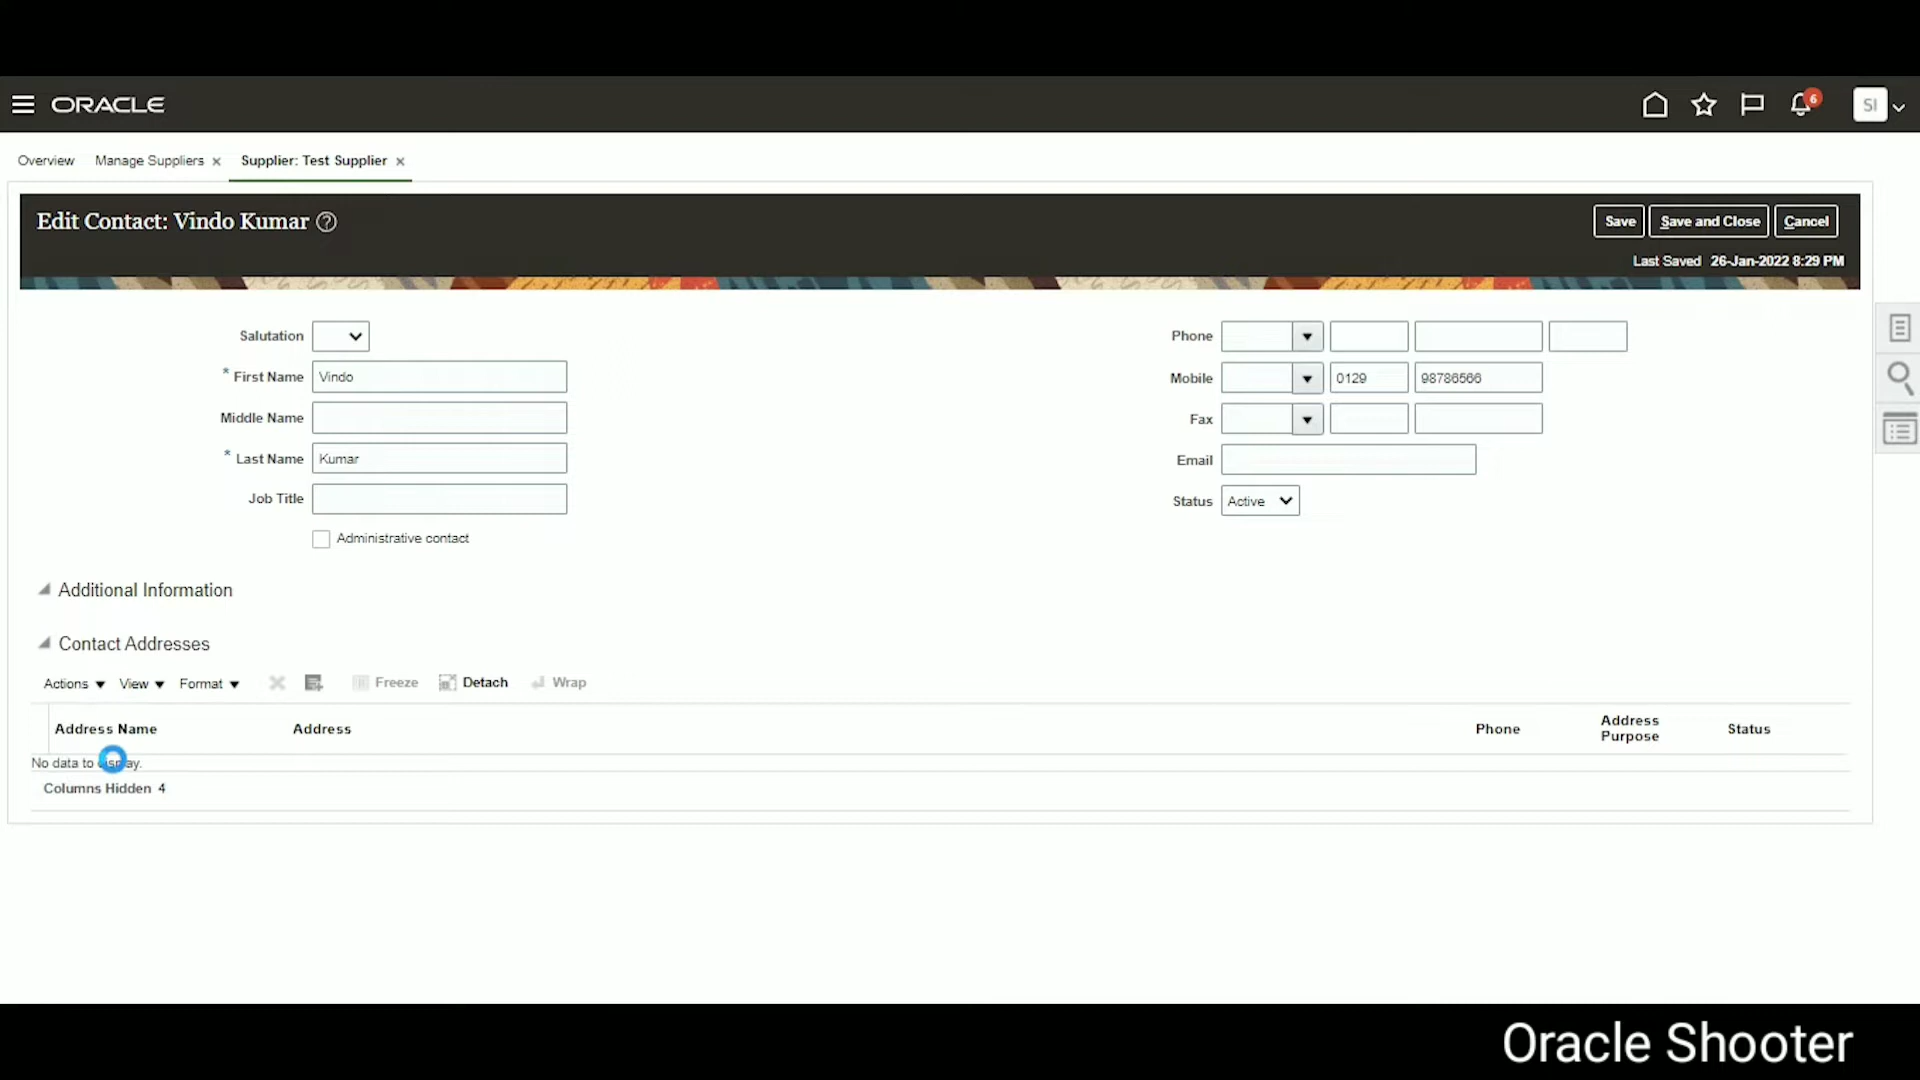 ORACLE
6
SI
Overview Manage Suppliers × Supplier: Test Supplier ×
Edit Contact: Vindo Kumar ?
Save Save and Close Cancel
Last Saved 26-Jan-2022 8:29 PM
Salutation
* First Name Vindo
Middle Name
* Last Name Kumar
Job Title
Administrative contact
Phone
Mobile 0129 98786566
Fax
Email
Status Active
Additional Information
Contact Addresses
Actions View Format Freeze Detach Wrap
Address Name Address Phone Address Purpose Status
No data to display.
Columns Hidden 4
Oracle Shooter